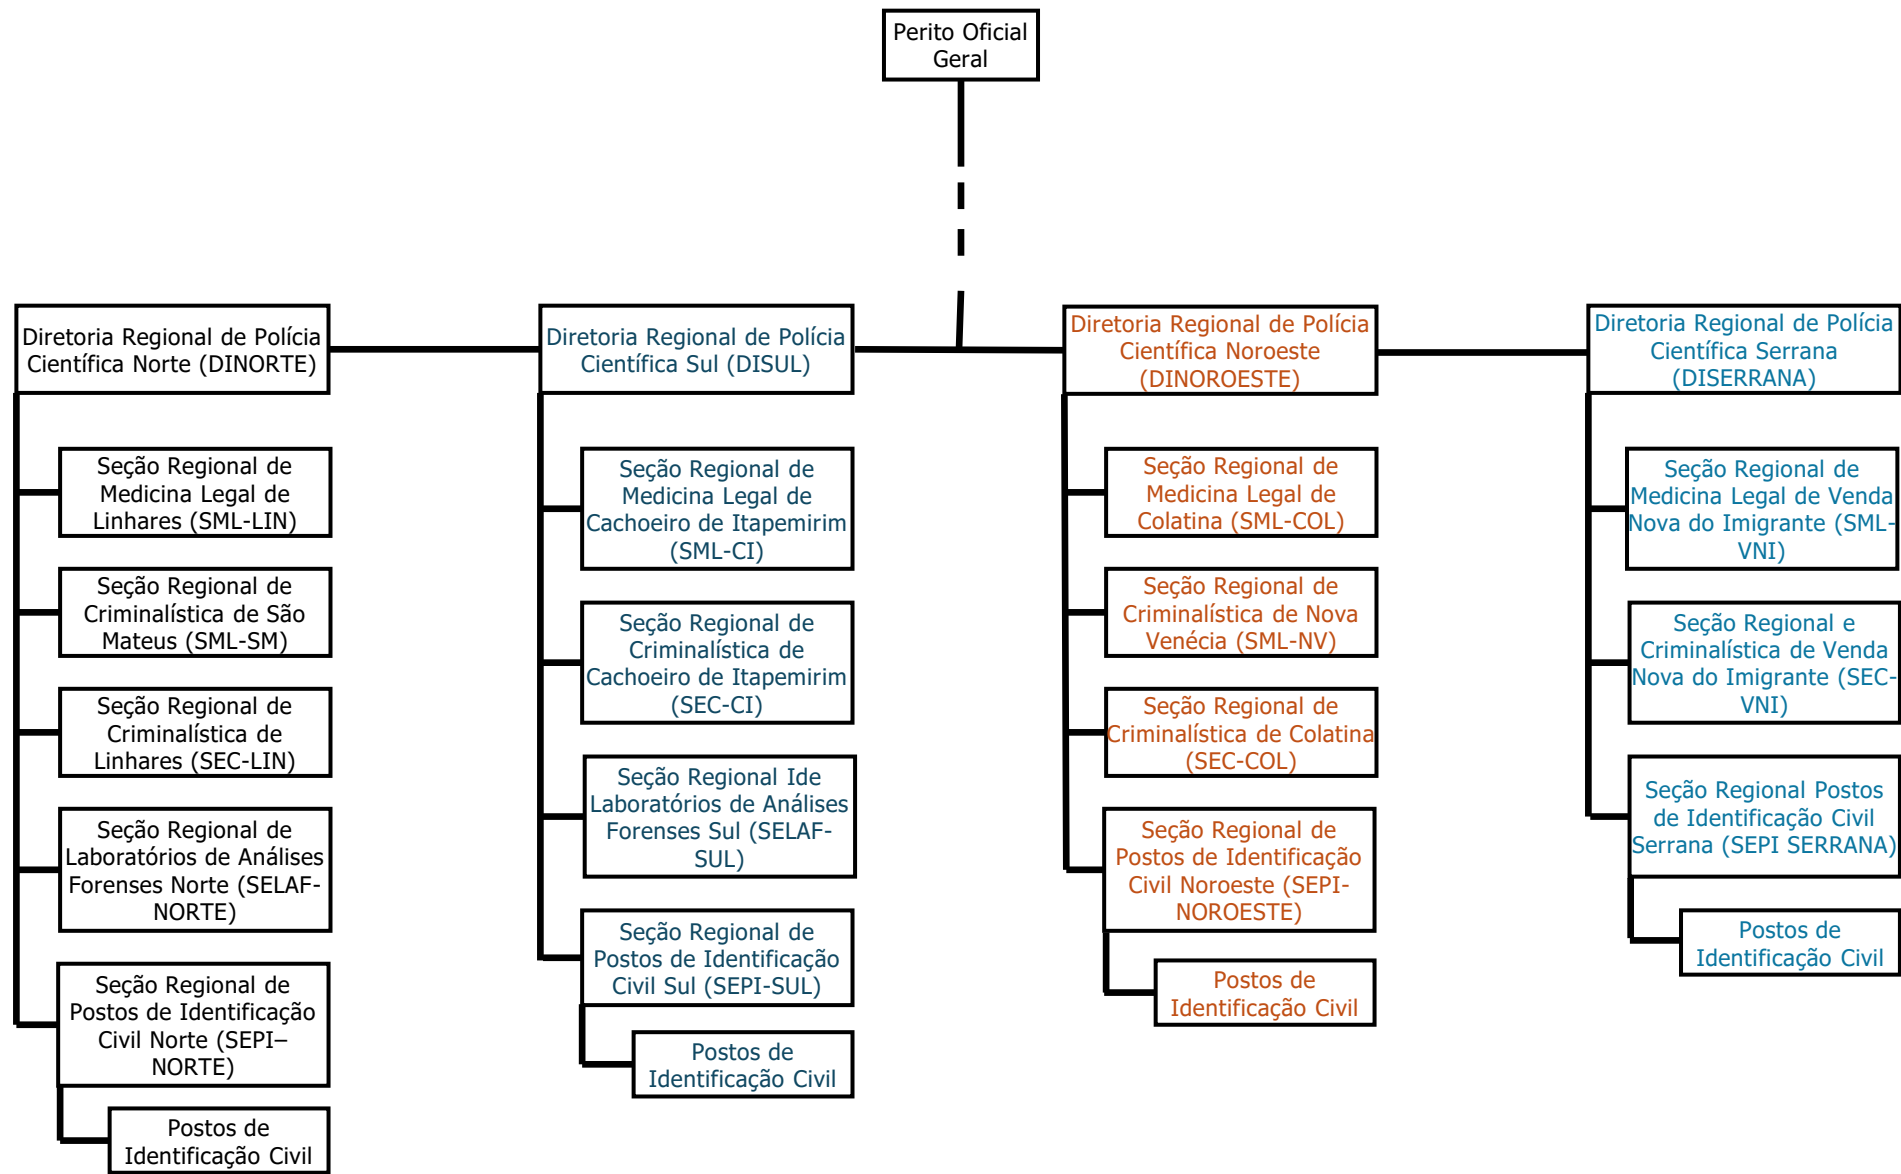 Perito Oficial
Geral
Diretoria Regional de Polícia
Científica Norte (DINORTE)
Seção Regional de
Medicina Legal de
Linhares (SML-LIN)
Seção Regional de
Criminalística de São
Mateus (SML-SM)
Seção Regional de
Criminalística de
Linhares (SEC-LIN)
Seção Regional de
Laboratórios de Análises
Forenses Norte (SELAF-
NORTE)
Seção Regional de
Postos de Identificação
Civil Norte (SEPI–
NORTE)
Postos de
Identificação Civil
Diretoria Regional de Polícia
Científica Sul (DISUL)
Seção Regional de
Medicina Legal de
Cachoeiro de Itapemirim
(SML-CI)
Seção Regional de
Criminalística de
Cachoeiro de Itapemirim
(SEC-CI)
Seção Regional Ide
Laboratórios de Análises
Forenses Sul (SELAF-
SUL)
Seção Regional de
Postos de Identificação
Civil Sul (SEPI-SUL)
Postos de
Identificação Civil
Diretoria Regional de Polícia
Científica Noroeste
(DINOROESTE)
Seção Regional de
Medicina Legal de
Colatina (SML-COL)
Seção Regional de
Criminalística de Nova
Venécia (SML-NV)
Seção Regional de
Criminalística de Colatina
(SEC-COL)
Seção Regional de
Postos de Identificação
Civil Noroeste (SEPI-
NOROESTE)
Postos de
Identificação Civil
Diretoria Regional de Polícia
Científica Serrana
(DISERRANA)
Seção Regional de
Medicina Legal de Venda
Nova do Imigrante (SML-
VNI)
Seção Regional e
Criminalística de Venda
Nova do Imigrante (SEC-
VNI)
Seção Regional Postos
de Identificação Civil
Serrana (SEPI SERRANA)
Postos de
Identificação Civil